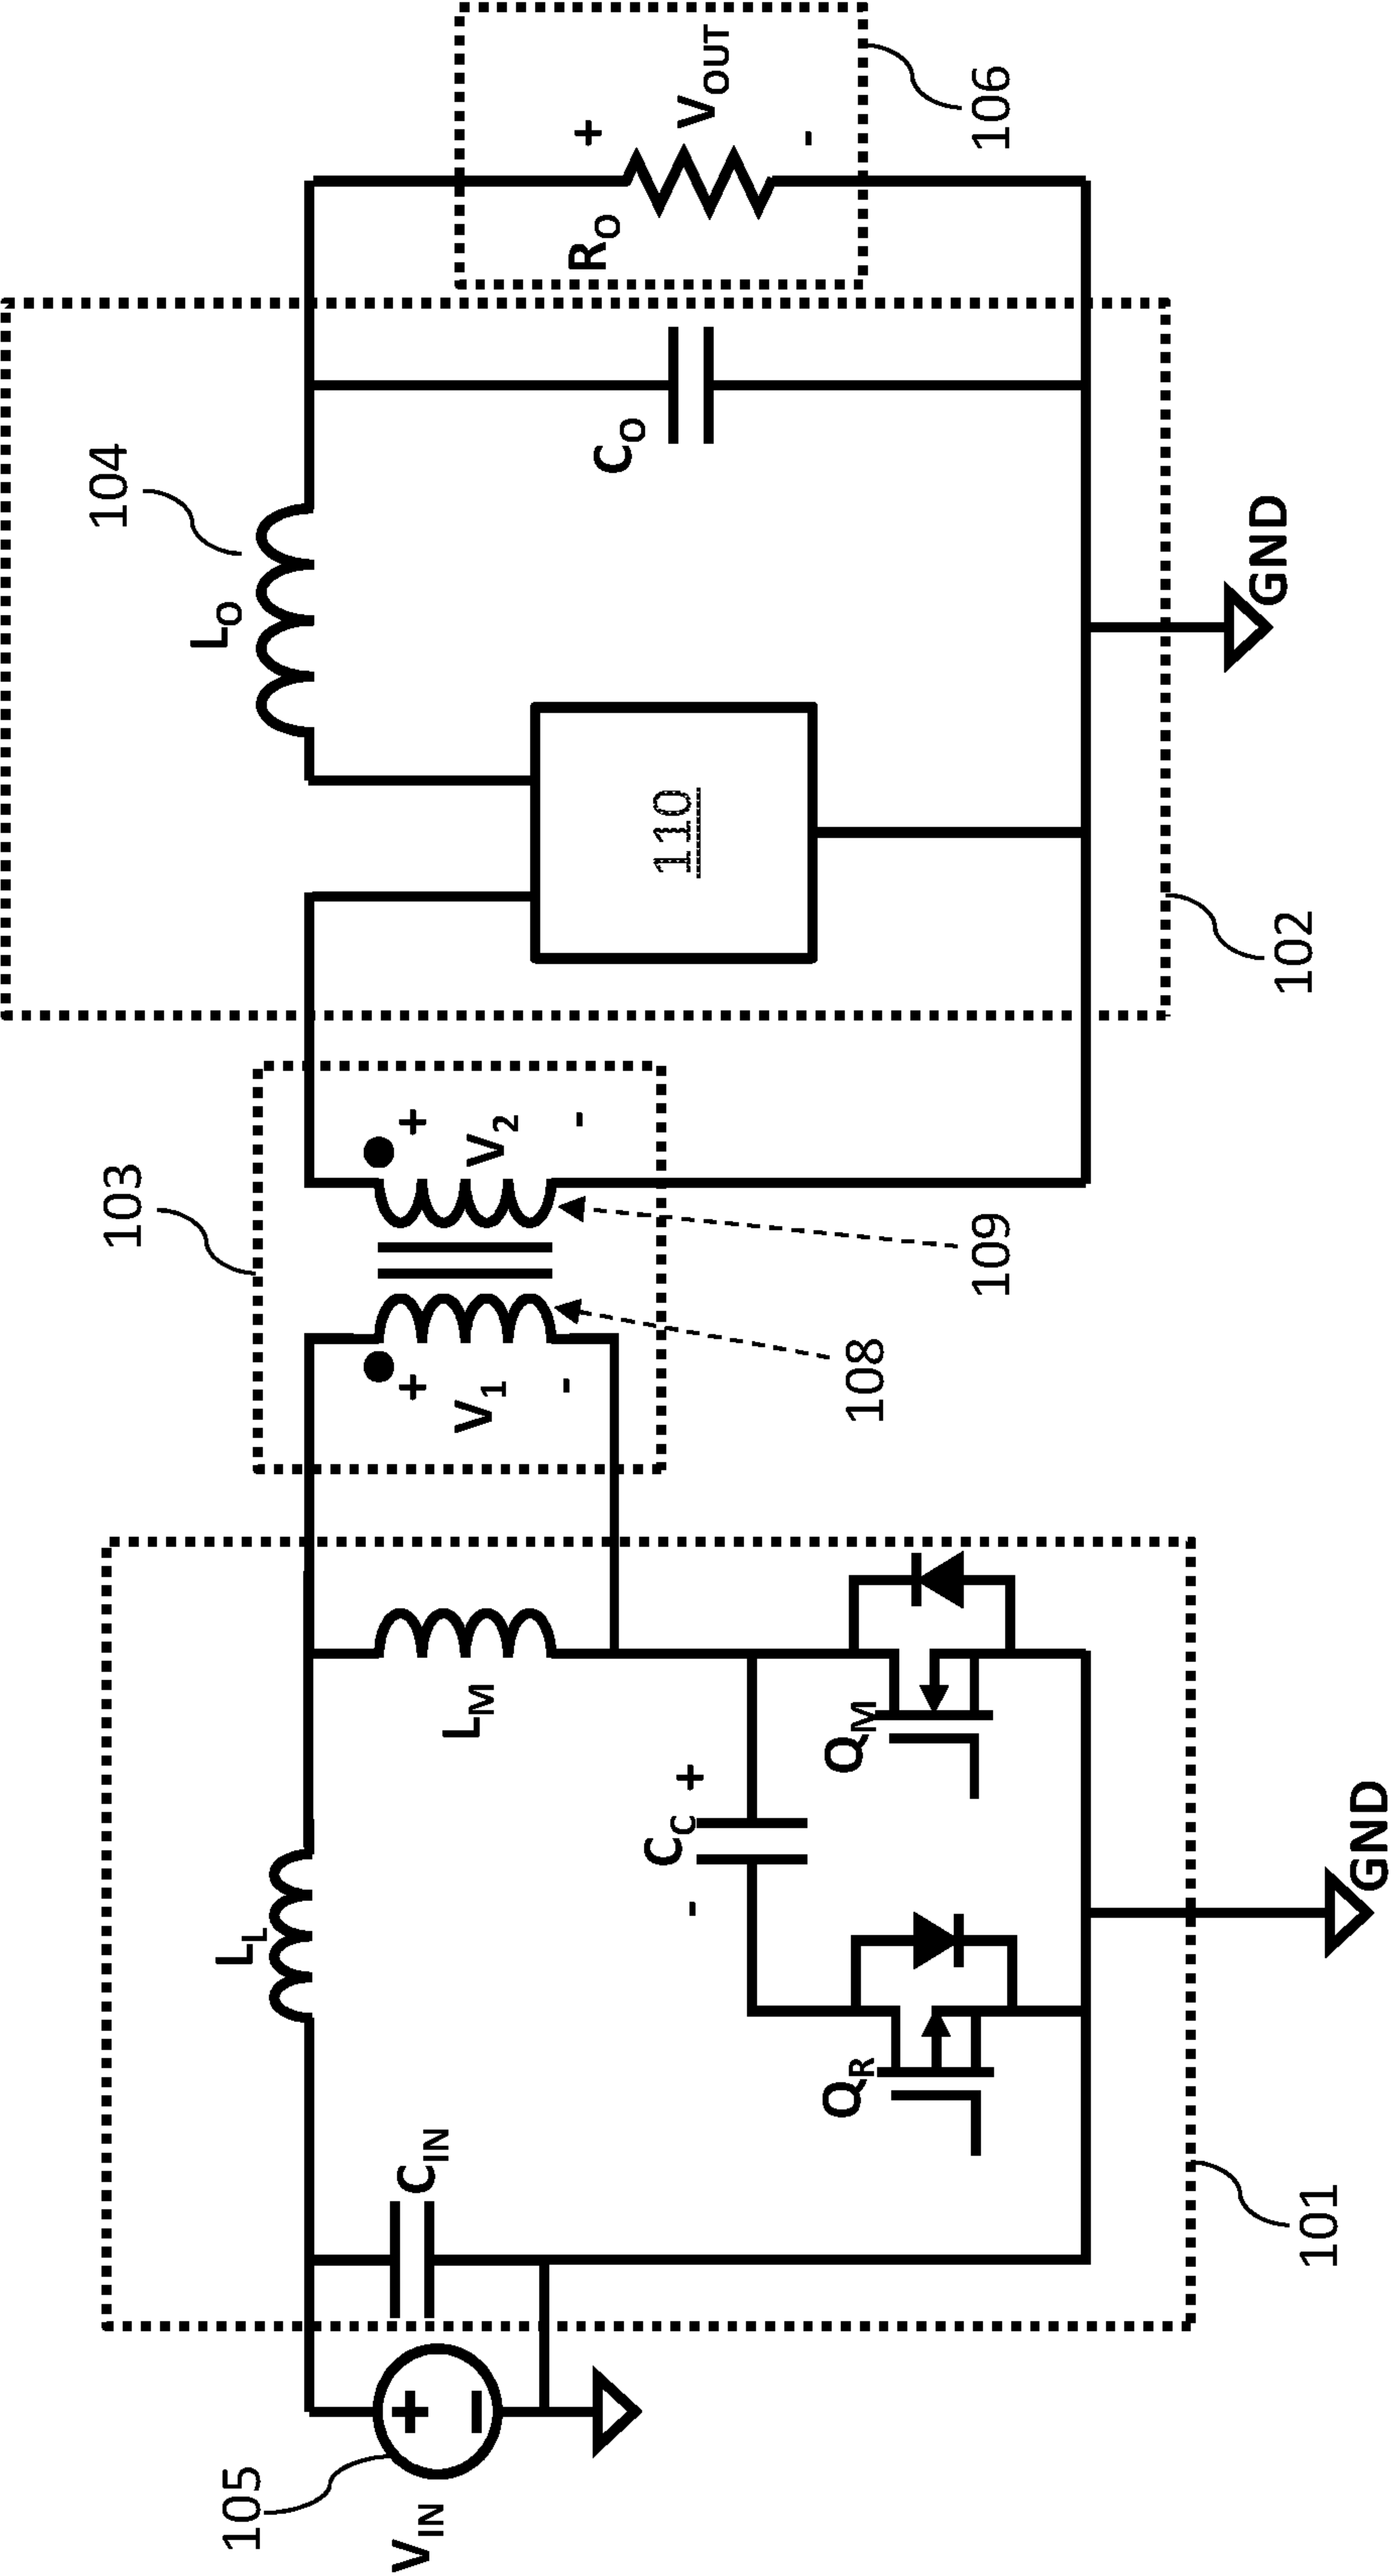 105
VIN
CIN
LL
LM
CC
+
-
QR
QM
GND
101
103
+
V1
-
+
V2
-
108
109
110
LO
104
CO
GND
102
RO
+
VOUT
-
106